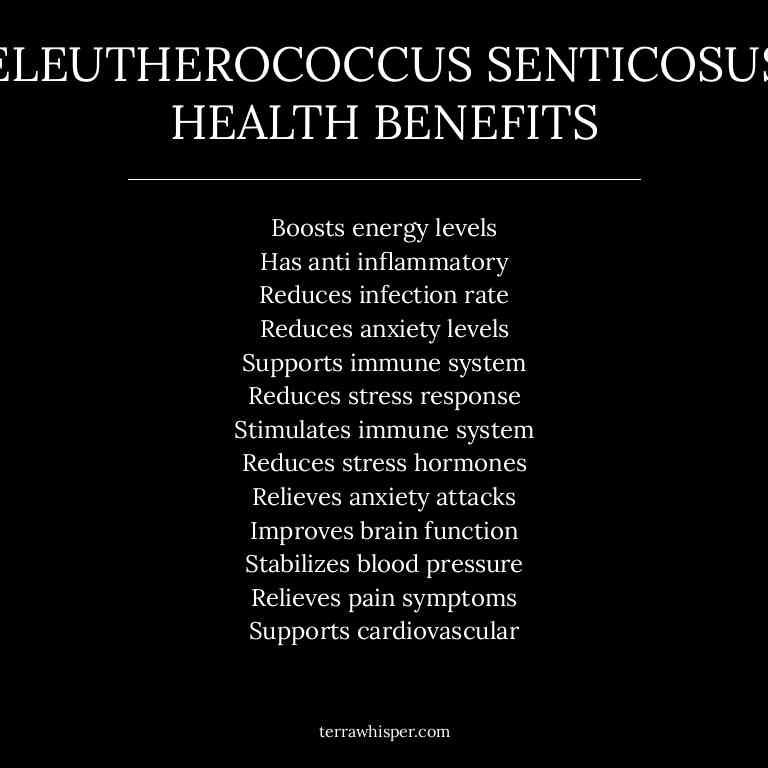 ELEUTHEROCOCCUS SENTICOSUS
HEALTH BENEFITS
Boosts energy levels
Has anti inflammatory
Reduces infection rate
Reduces anxiety levels
Supports immune system
Reduces stress response
Stimulates immune system
Reduces stress hormones
Relieves anxiety attacks
Improves brain function
Stabilizes blood pressure
Relieves pain symptoms
Supports cardiovascular
terrawhisper.com